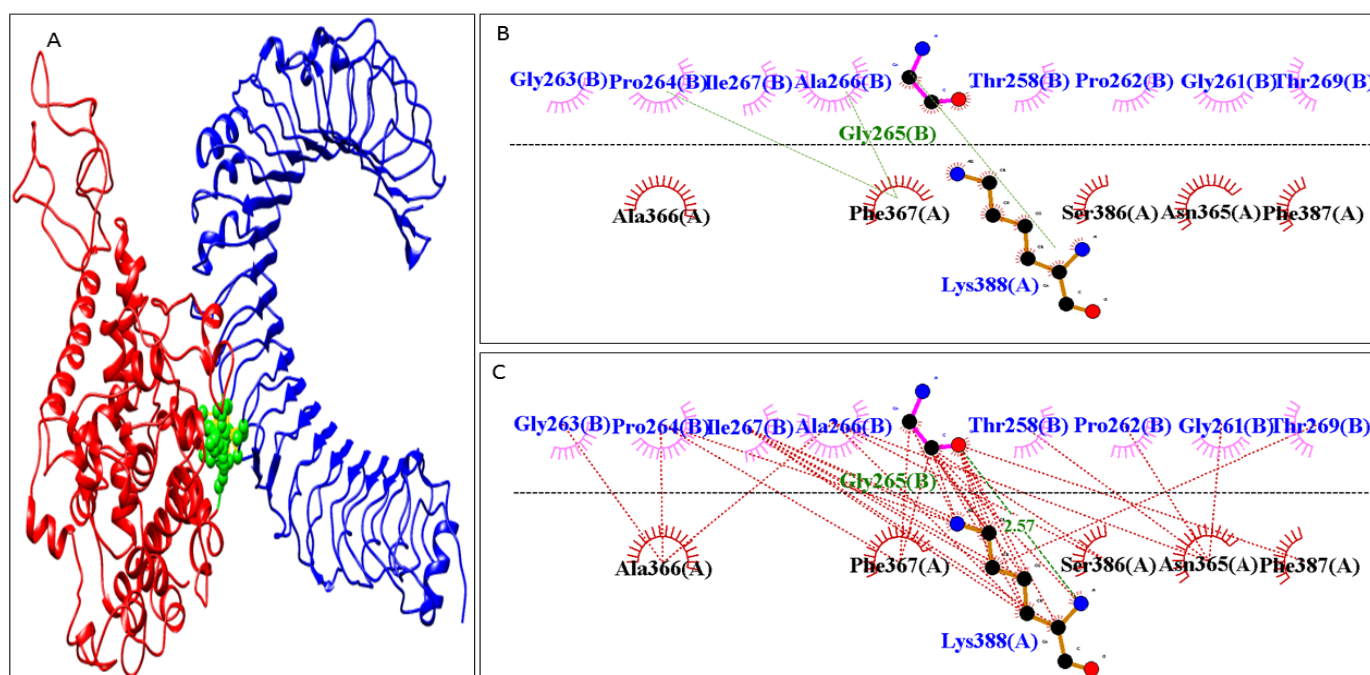 A
B
Gly263(B) Pro264(B) Ile267(B) Ala266(B) Thr258(B) Pro262(B) Gly261(B) Thr269(B)
Gly265(B)
Ala366(A) Phe367(A) Ser386(A) Asn365(A) Phe387(A)
Lys388(A)
C
Gly263(B) Pro264(B) Ile267(B) Ala266(B) Thr258(B) Pro262(B) Gly261(B) Thr269(B)
Gly265(B)
2.57
Ala366(A) Phe367(A) Ser386(A) Asn365(A) Phe387(A)
Lys388(A)